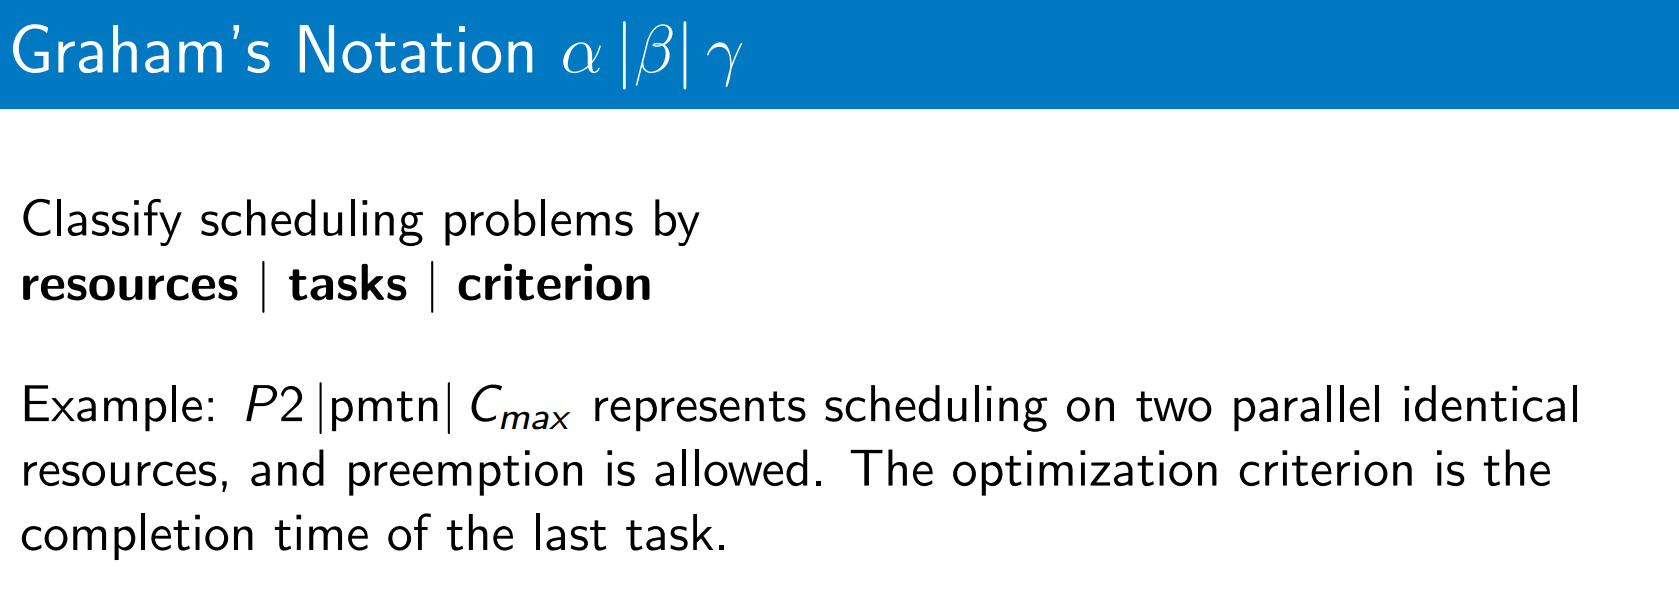 Graham's Notation α |β| γ
Classify scheduling problems by
resources | tasks | criterion
Example: P2 |pmtn| Cmax represents scheduling on two parallel identical
resources, and preemption is allowed. The optimization criterion is the
completion time of the last task.